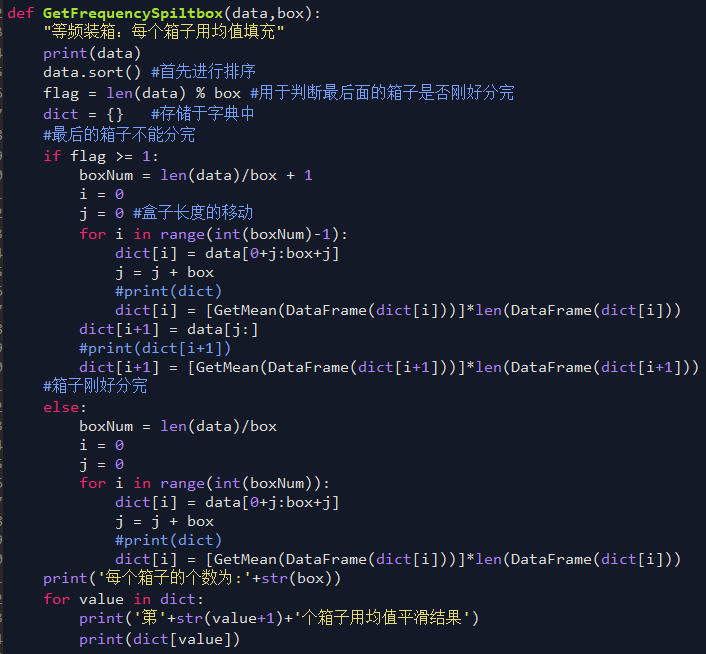 def GetFrequencySpiltbox(data,box):
    "等频装箱：每个箱子用均值填充"
    print(data)
    data.sort() #首先进行排序
    flag = len(data) % box #用于判断最后面的箱子是否刚好分完
    dict = {}   #存储于字典中
    #最后的箱子不能分完
    if flag >= 1:
        boxNum = len(data)/box + 1
        i = 0
        j = 0 #盒子长度的移动
        for i in range(int(boxNum)-1):
            dict[i] = data[0+j:box+j]
            j = j + box
            #print(dict)
            dict[i] = [GetMean(DataFrame(dict[i]))]*len(DataFrame(dict[i]))
        dict[i+1] = data[j:]
        #print(dict[i+1])
        dict[i+1] = [GetMean(DataFrame(dict[i+1]))]*len(DataFrame(dict[i+1]))
    #箱子刚好分完
    else:
        boxNum = len(data)/box
        i = 0
        j = 0
        for i in range(int(boxNum)):
            dict[i] = data[0+j:box+j]
            j = j + box
            #print(dict)
            dict[i] = [GetMean(DataFrame(dict[i]))]*len(DataFrame(dict[i]))
    print('每个箱子的个数为:'+str(box))
    for value in dict:
        print('第'+str(value+1)+'个箱子用均值平滑结果')
        print(dict[value])